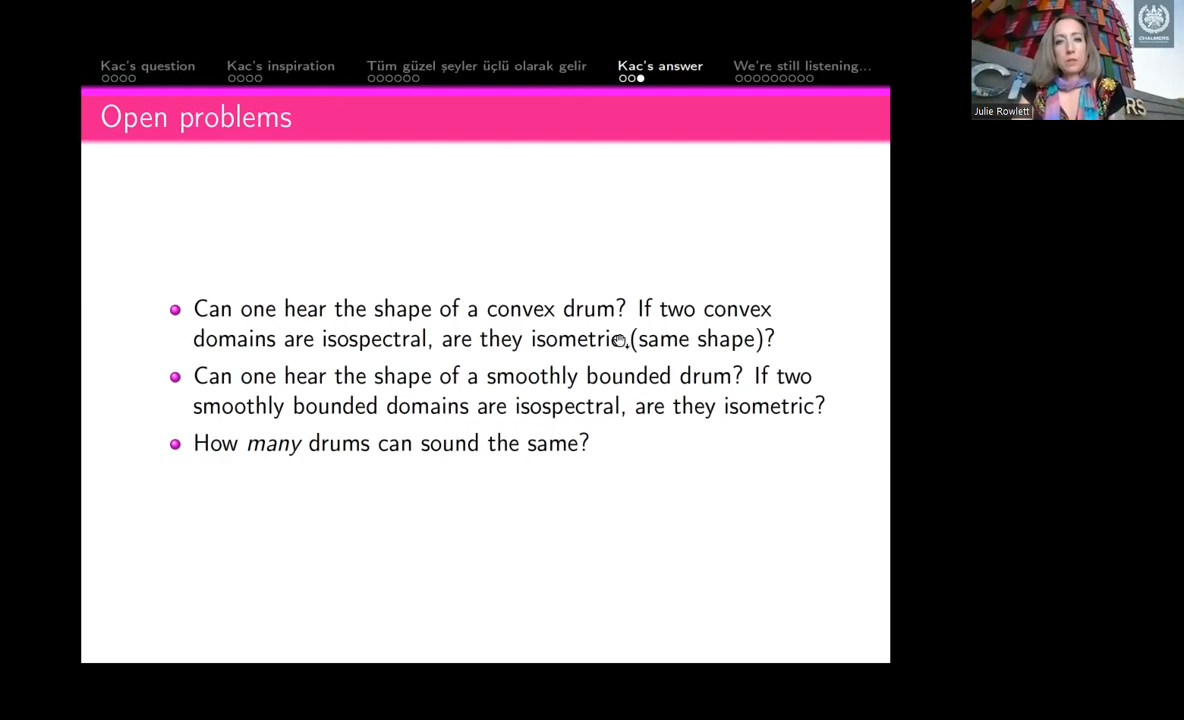 Kac's question
Kac's inspiration
Tüm güzel şeyler üçlü olarak gelir
Kac's answer
We're still listening...
CHALMERS
Open problems
Julie Rowlett
RS
Can one hear the shape of a convex drum? If two convex
domains are isospectral, are they isometric (same shape)?
Can one hear the shape of a smoothly bounded drum? If two
smoothly bounded domains are isospectral, are they isometric?
How many drums can sound the same?